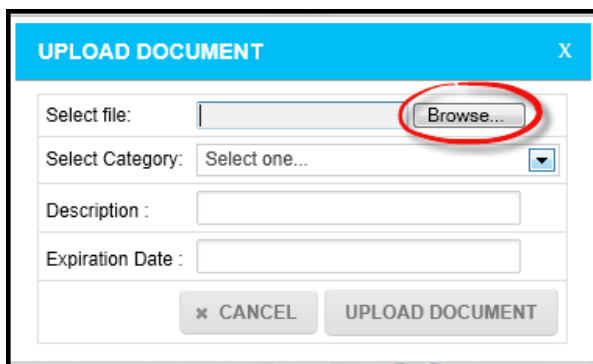 UPLOAD DOCUMENT X
Select file: Browse...
Select Category: Select one...
Description :
Expiration Date :
x CANCEL UPLOAD DOCUMENT